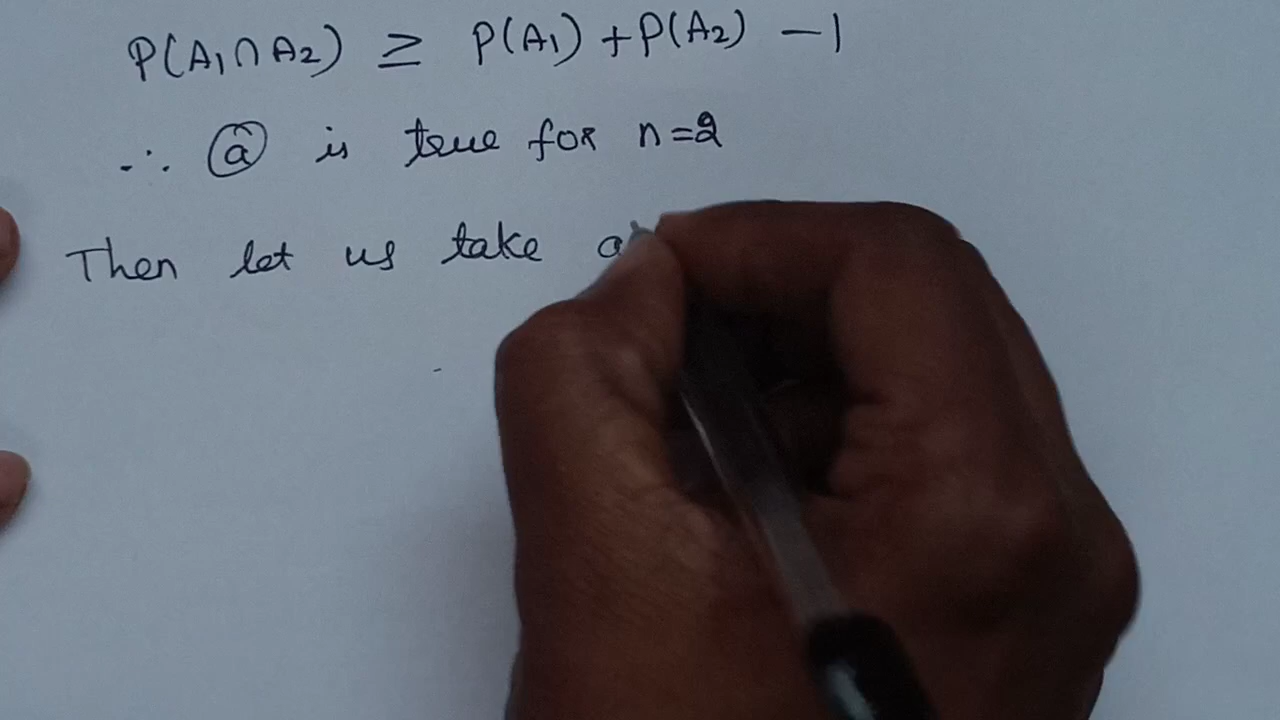 P(A₁∩A₂) ≥ P(A₁) + P(A₂) − 1
∴ ⓐ is true for n=2
Then let us take